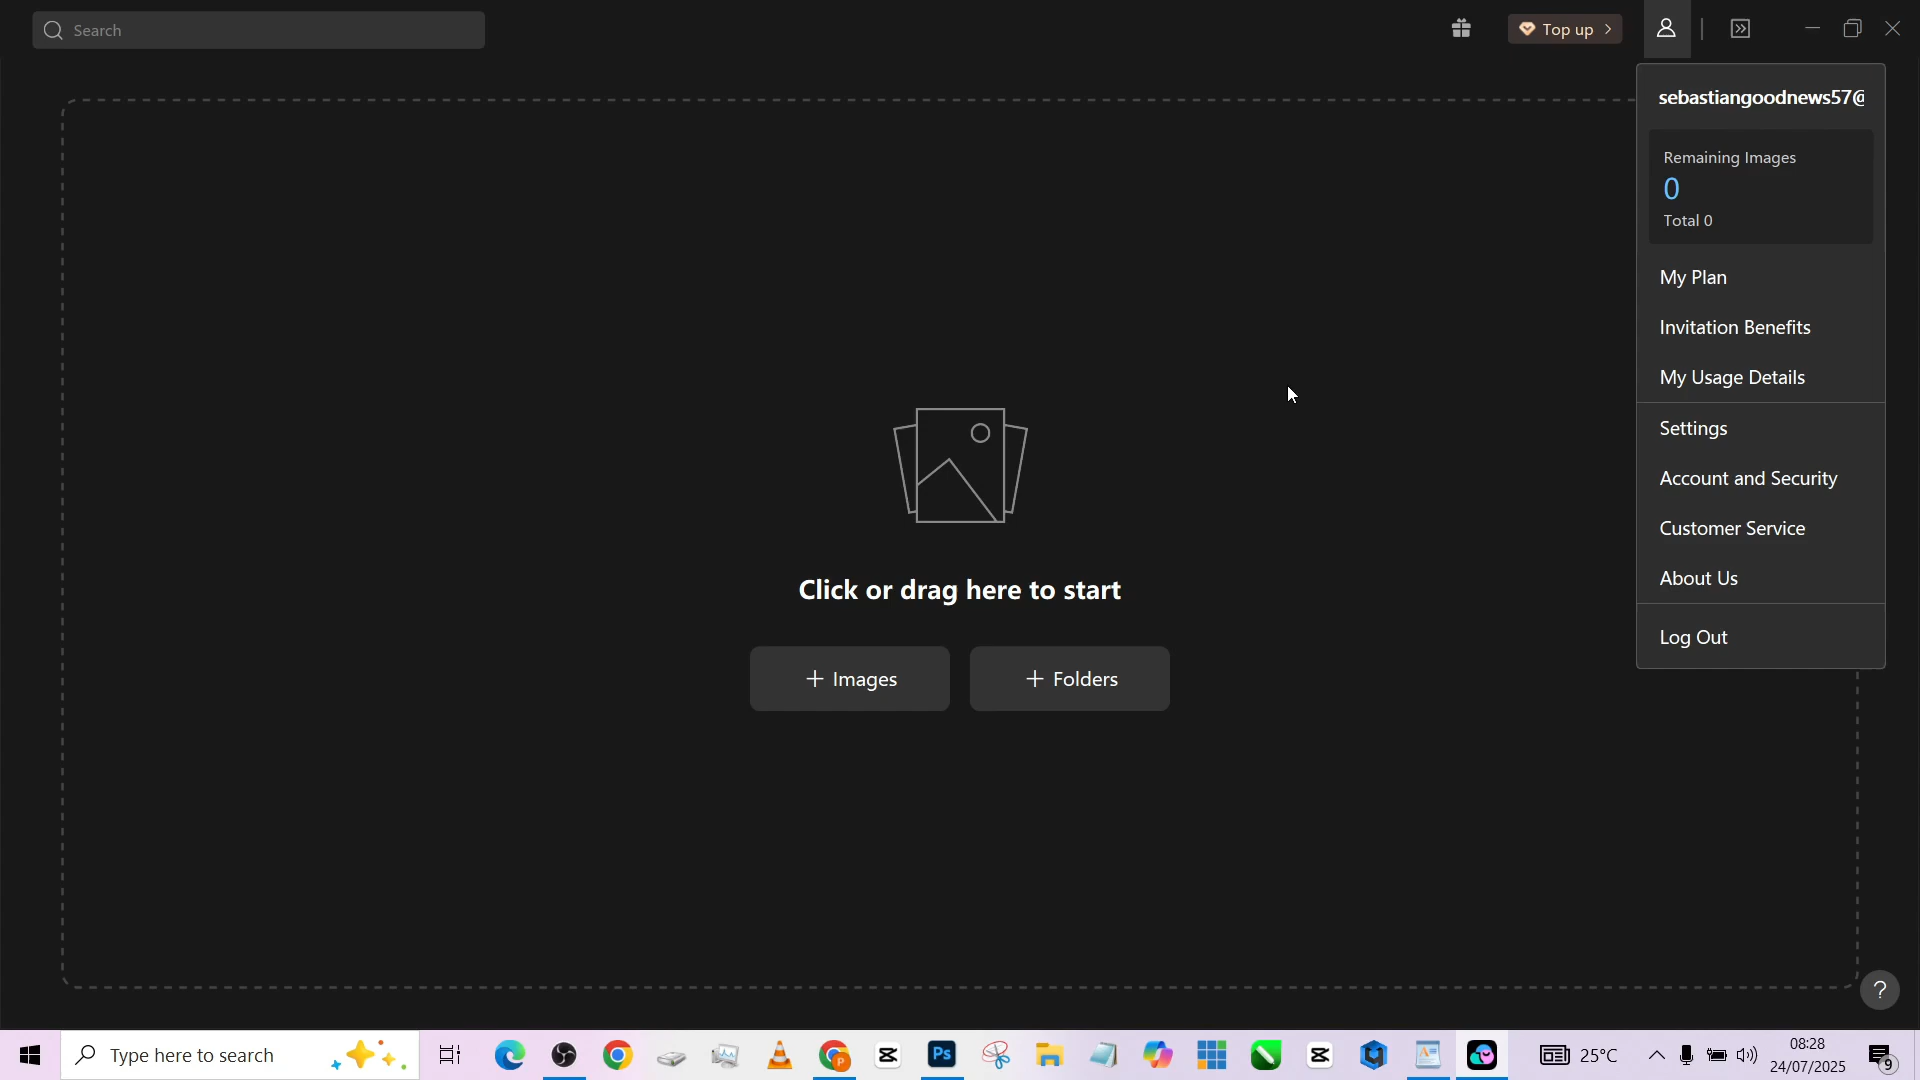 Search
Top up
sebastiangoodnews57@
Remaining Images
0
Total 0
My Plan
Invitation Benefits
My Usage Details
Settings
Account and Security
Customer Service
About Us
Log Out
Click or drag here to start
+ Images
+ Folders
?
Type here to search
Ps
P
25°C
08:28
24/07/2025
9